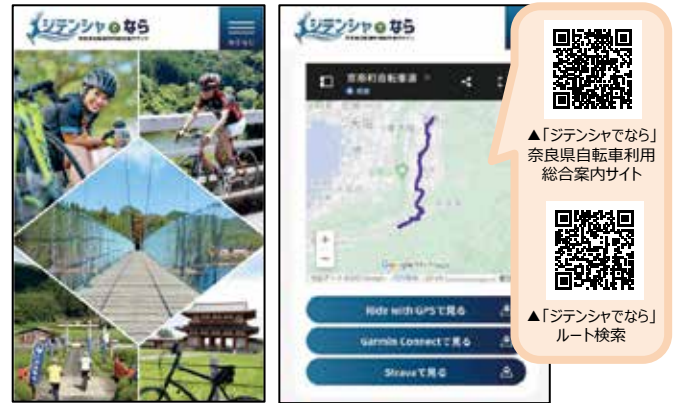 ジテンシャでなら
MENU
ジテンシャでなら
京奈和自転車道
Ride with GPSで見る
Garmin Connectで見る
Stravaで見る
▲「ジテンシャでなら」
奈良県自転車利用
総合案内サイト
▲「ジテンシャでなら」
ルート検索